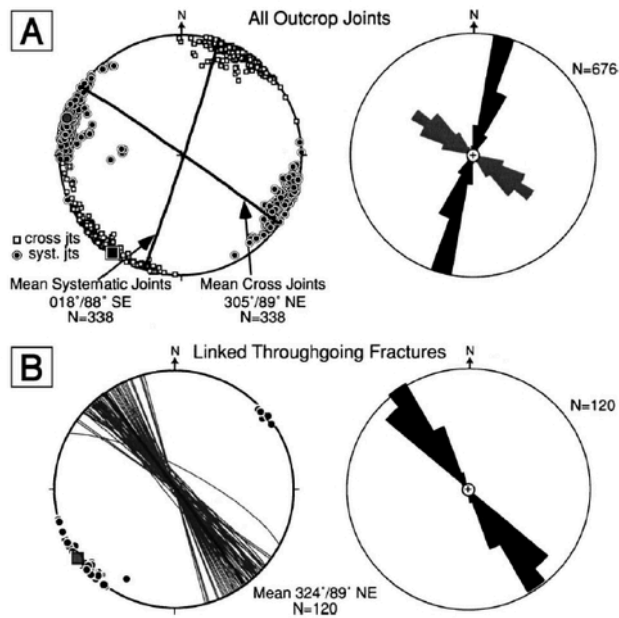 A
All Outcrop Joints
N
N
N=676
cross jts
syst. jts
Mean Systematic Joints
018°/88° SE
N=338
Mean Cross Joints
305°/89° NE
N=338
B
Linked Throughgoing Fractures
N
N
N=120
Mean 324°/89° NE
N=120